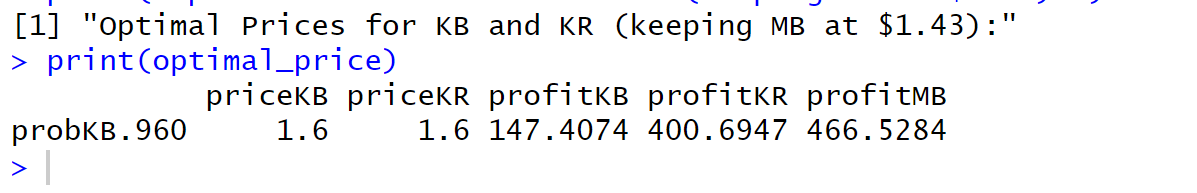 [1] "Optimal Prices for KB and KR (keeping MB at $1.43):"
> print(optimal_price)
priceKB priceKR profitKB profitKR profitMB
probKB.960 1.6 1.6 147.4074 400.6947 466.5284
>